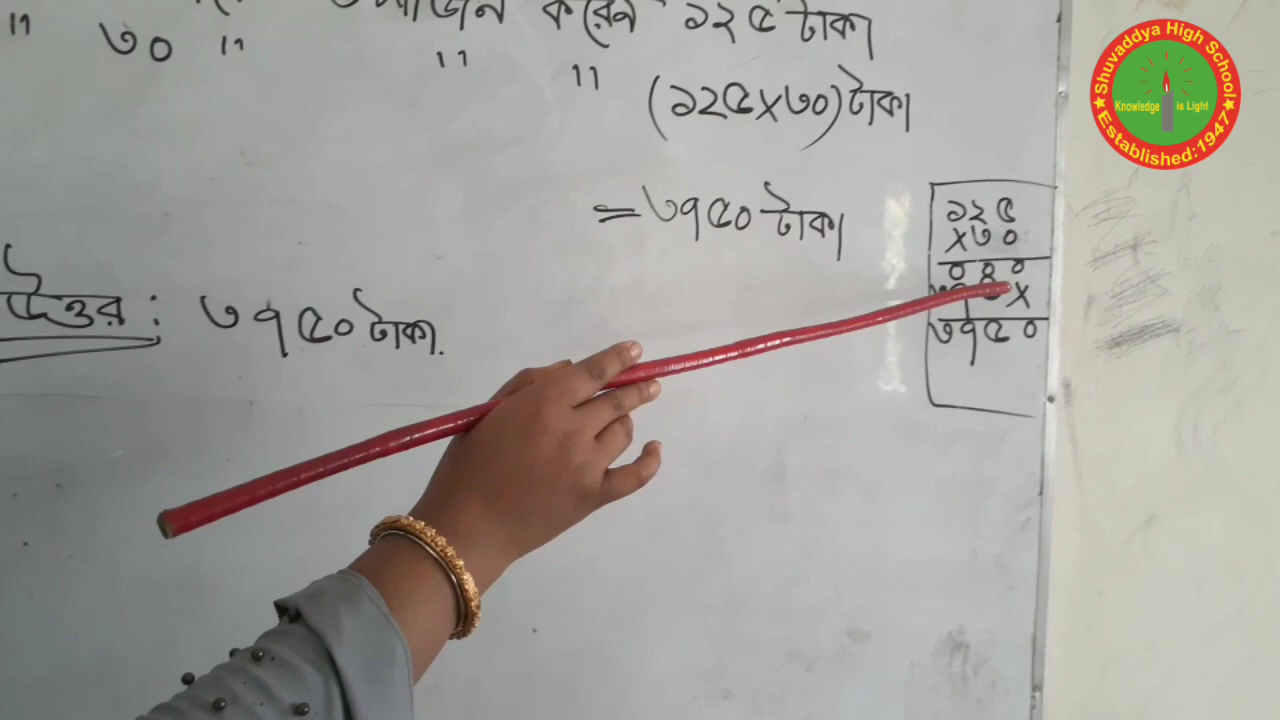 করেন ১২৫ টাকা
" ৩০ " " " (১২৫×৩০) টাকা
= ৩৭৫০ টাকা
উত্তর : ৩৭৫০ টাকা.
১২৫
×৩০
০০০
×
৩৭৫০
Shuvaddya High School
Knowledge is Light
Established:1947